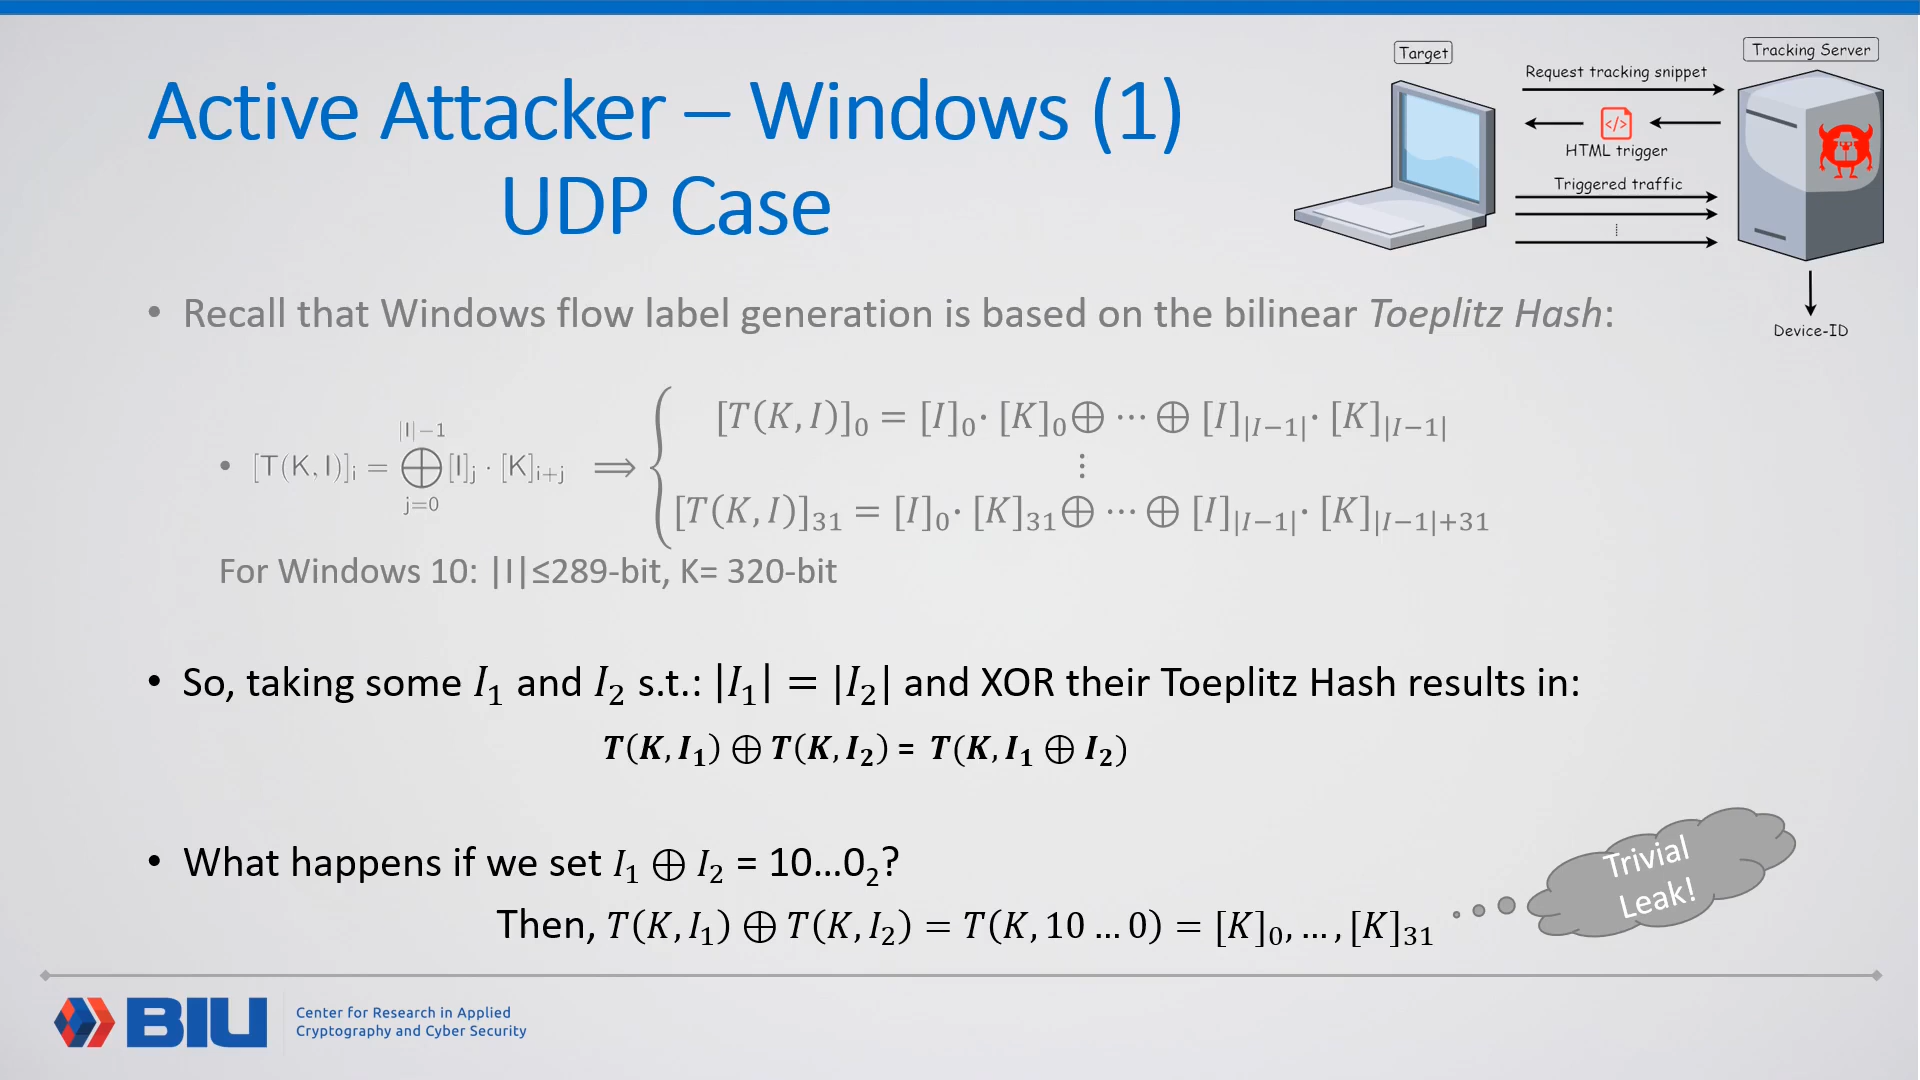 Active Attacker – Windows (1)
UDP Case
Target
Tracking Server
Request tracking snippet
</>
HTML trigger
Triggered traffic
Device-ID
• Recall that Windows flow label generation is based on the bilinear Toeplitz Hash:
• [T(K, I)]ᵢ = ⨁_{j=0}^{|I|−1} [I]ⱼ · [K]ᵢ₊ⱼ ⟹ {
[T(K, I)]₀ = [I]₀· [K]₀⨁ ⋯ ⨁ [I]_{|I−1|}· [K]_{|I−1|}
⋮
[T(K, I)]₃₁ = [I]₀· [K]₃₁⨁ ⋯ ⨁ [I]_{|I−1|}· [K]_{|I−1|+31}
For Windows 10: |I|≤289-bit, K= 320-bit
• So, taking some I₁ and I₂ s.t.: |I₁| = |I₂| and XOR their Toeplitz Hash results in:
T(K, I₁) ⨁ T(K, I₂) = T(K, I₁ ⨁ I₂)
• What happens if we set I₁ ⨁ I₂ = 10…0₂?
Then, T(K, I₁) ⨁ T(K, I₂) = T(K, 10 … 0) = [K]₀, … , [K]₃₁
Trivial
Leak!
BIU
Center for Research in Applied
Cryptography and Cyber Security